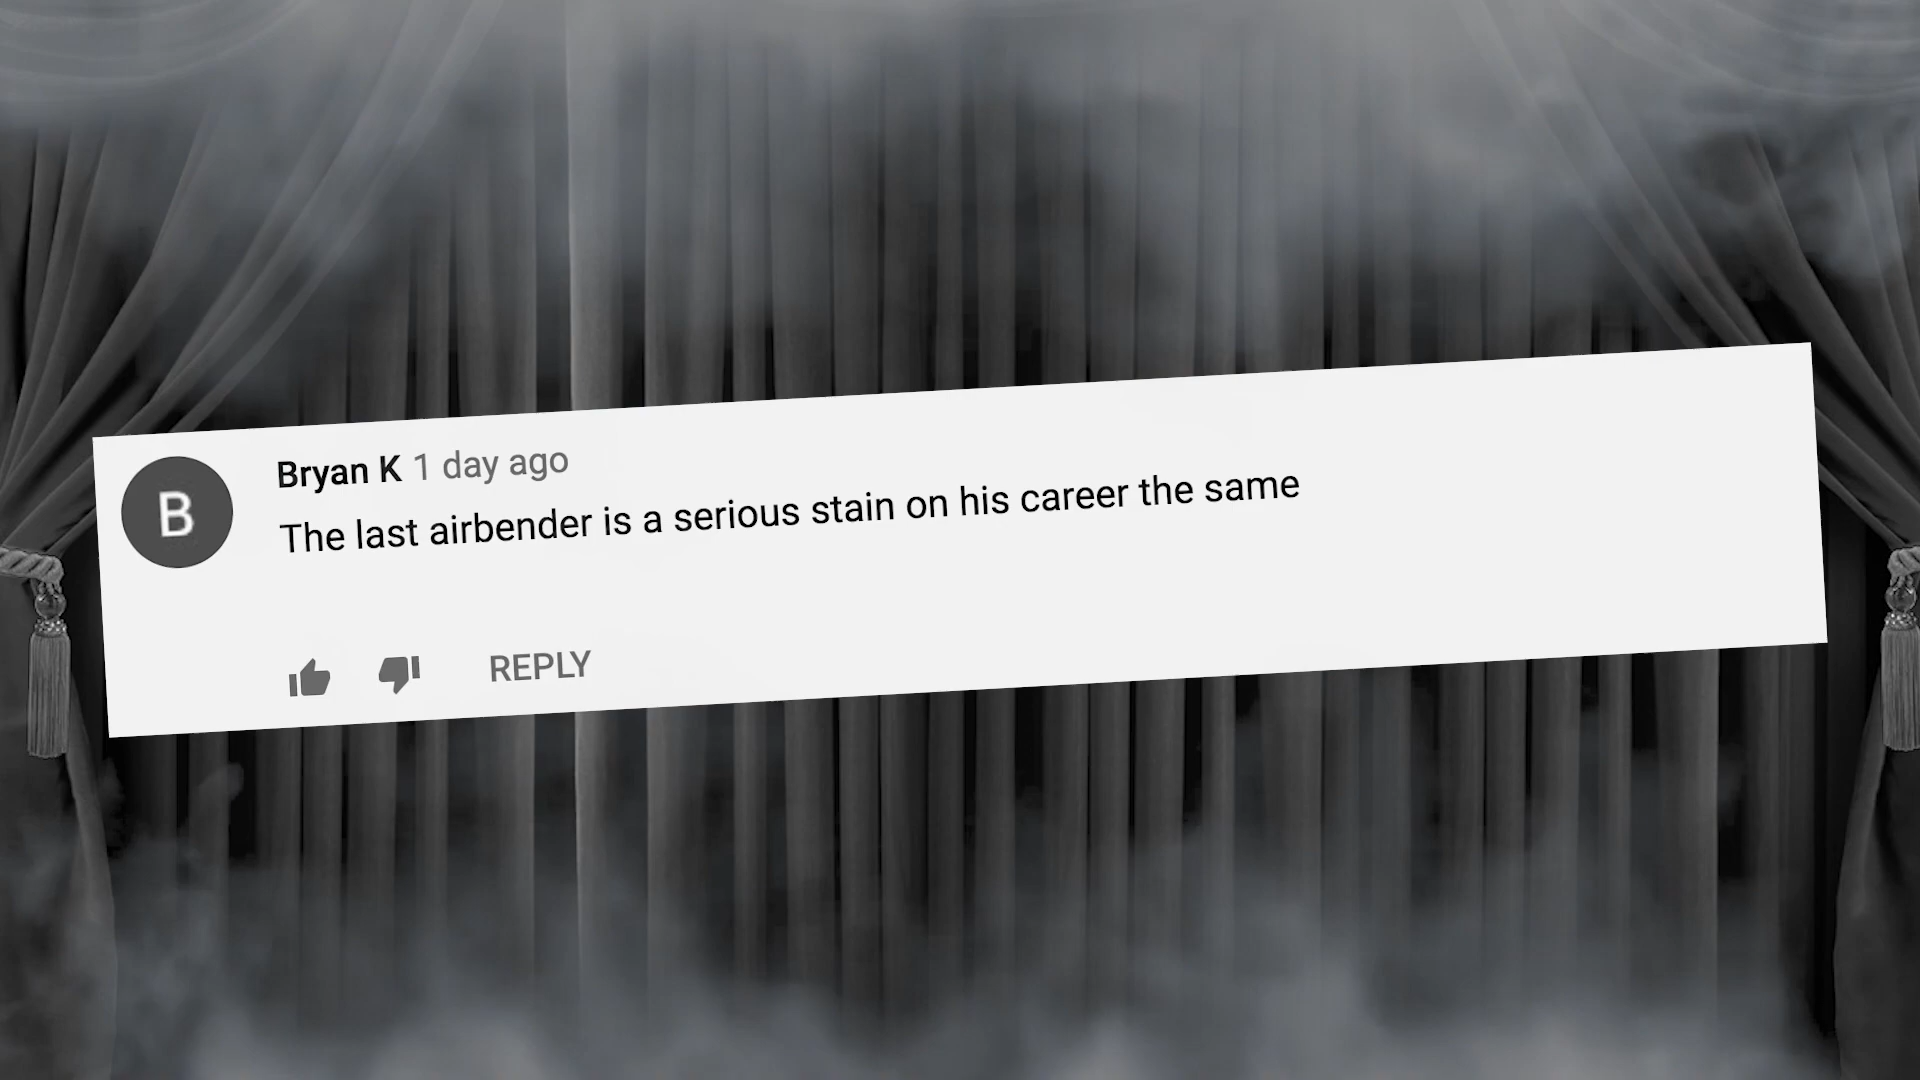 B
Bryan K 1 day ago
The last airbender is a serious stain on his career the same
REPLY